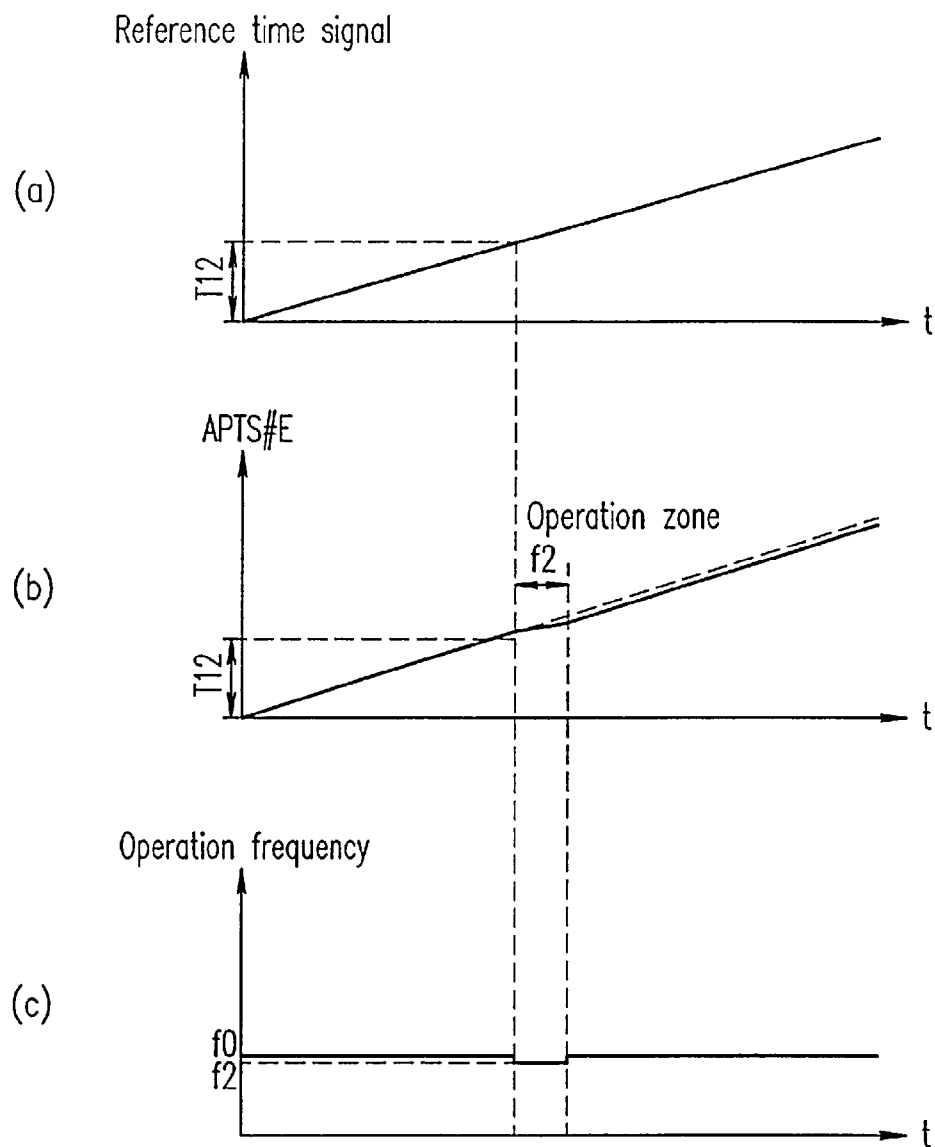 Reference time signal
(a)
T12
t
APTS#E
Operation zone
f2
(b)
T12
t
Operation frequency
(c)
f0
f2
t